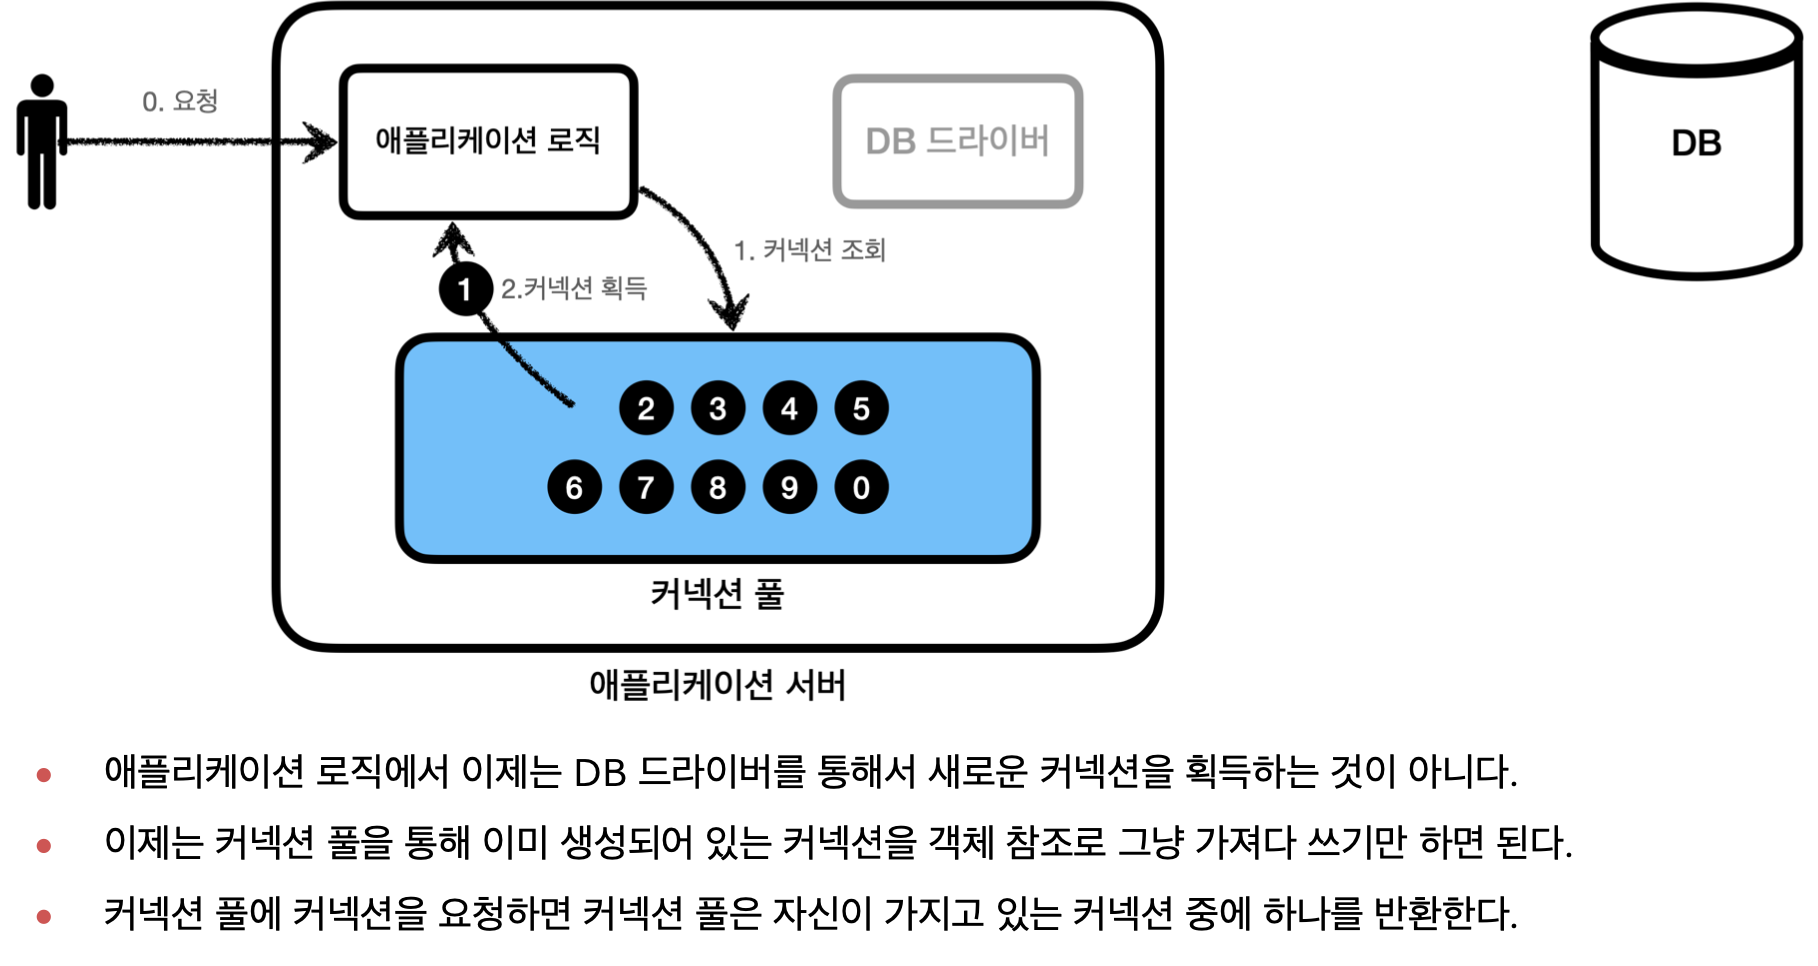 0. 요청
애플리케이션 로직
DB 드라이버
DB
1. 커넥션 조회
1
2.커넥션 획득
2 3 4 5
6 7 8 9 0
커넥션 풀
애플리케이션 서버
• 애플리케이션 로직에서 이제는 DB 드라이버를 통해서 새로운 커넥션을 획득하는 것이 아니다.
• 이제는 커넥션 풀을 통해 이미 생성되어 있는 커넥션을 객체 참조로 그냥 가져다 쓰기만 하면 된다.
• 커넥션 풀에 커넥션을 요청하면 커넥션 풀은 자신이 가지고 있는 커넥션 중에 하나를 반환한다.